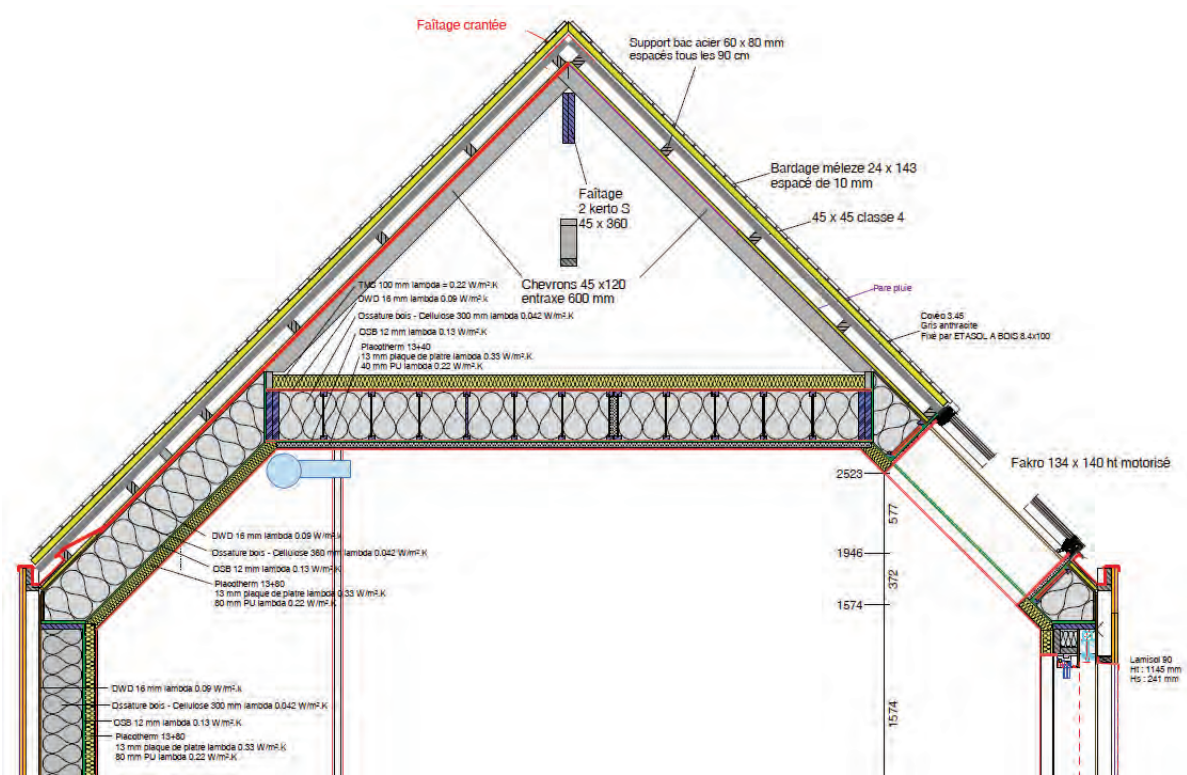 Faîtage crantée
Support bac acier 60 x 80 mm
espacés tous les 90 cm
Bardage méleze 24 x 143
espacé de 10 mm
45 x 45 classe 4
Faîtage
2 kerto S
45 x 360
Chevrons 45 x120
entraxe 600 mm
Pare pluie
Covéo 3.45
Gris anthracite
Fixé par ETASOL A BOIS 8.4x100
TMS 100 mm lambda = 0.22 W/m².K
DWD 16 mm lambda 0.09 W/m².k
Ossature bois - Cellulose 300 mm lambda 0.042 W/m².K
OSB 12 mm lambda 0.13 W/m².K
Placotherm 13+40
13 mm plaque de platre lambda 0.33 W/m².K
40 mm PU lambda 0.22 W/m².K
Fakro 134 x 140 ht motorisé
2523
577
1946
372
1574
1574
DWD 16 mm lambda 0.09 W/m².k
Ossature bois - Cellulose 360 mm lambda 0.042 W/m².K
OSB 12 mm lambda 0.13 W/m².K
Placotherm 13+80
13 mm plaque de platre lambda 0.33 W/m².K
80 mm PU lambda 0.22 W/m².K
Lamisol 90
Ht : 1145 mm
Hs : 241 mm
DWD 16 mm lambda 0.09 W/m².k
Ossature bois - Cellulose 300 mm lambda 0.042 W/m².K
OSB 12 mm lambda 0.13 W/m².K
Placotherm 13+80
13 mm plaque de platre lambda 0.33 W/m².K
80 mm PU lambda 0.22 W/m².K